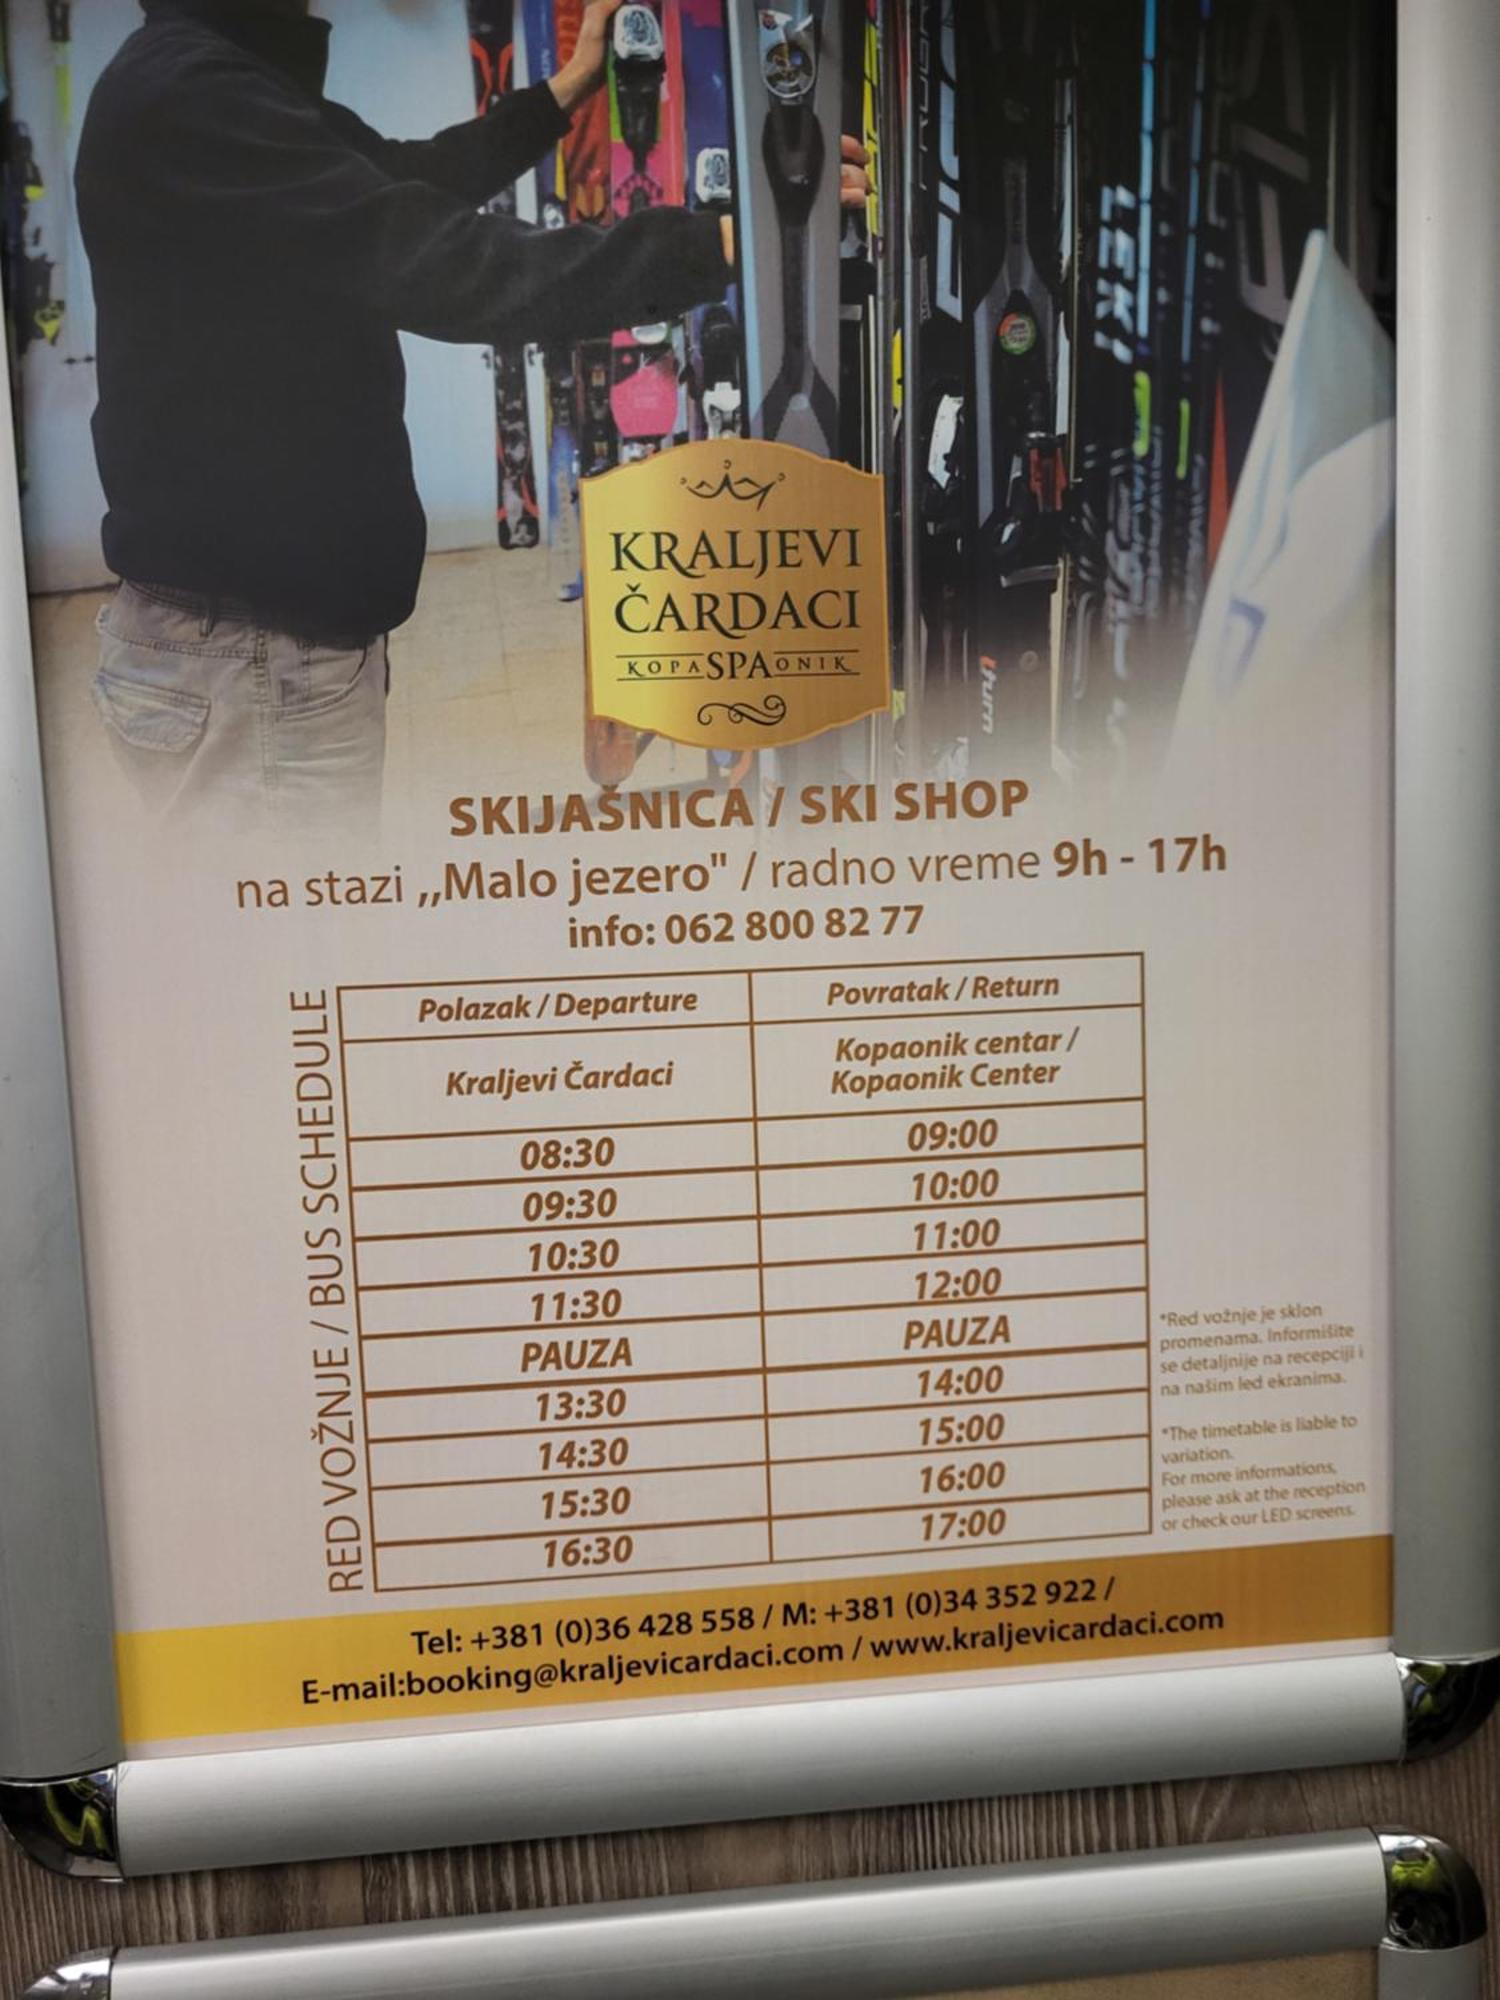 LEKI
KRALJEVI
ČARDACI
KOPASPAONIK
SKIJAŠNICA / SKI SHOP
na stazi ,,Malo jezero" / radno vreme 9h - 17h
info: 062 800 82 77
RED VOŽNJE / BUS SCHEDULE
Polazak / Departure Povratak / Return
Kraljevi Čardaci Kopaonik centar /
Kopaonik Center
08:30 09:00
09:30 10:00
10:30 11:00
11:30 12:00
PAUZA PAUZA
13:30 14:00
14:30 15:00
15:30 16:00
16:30 17:00
*Red vožnje je sklon
promenama. Informišite
se detaljnije na recepciji i
na našim led ekranima.
*The timetable is liable to
variation.
For more informations,
please ask at the reception
or check our LED screens.
Tel: +381 (0)36 428 558 / M: +381 (0)34 352 922 /
E-mail:booking@kraljevicardaci.com / www.kraljevicardaci.com